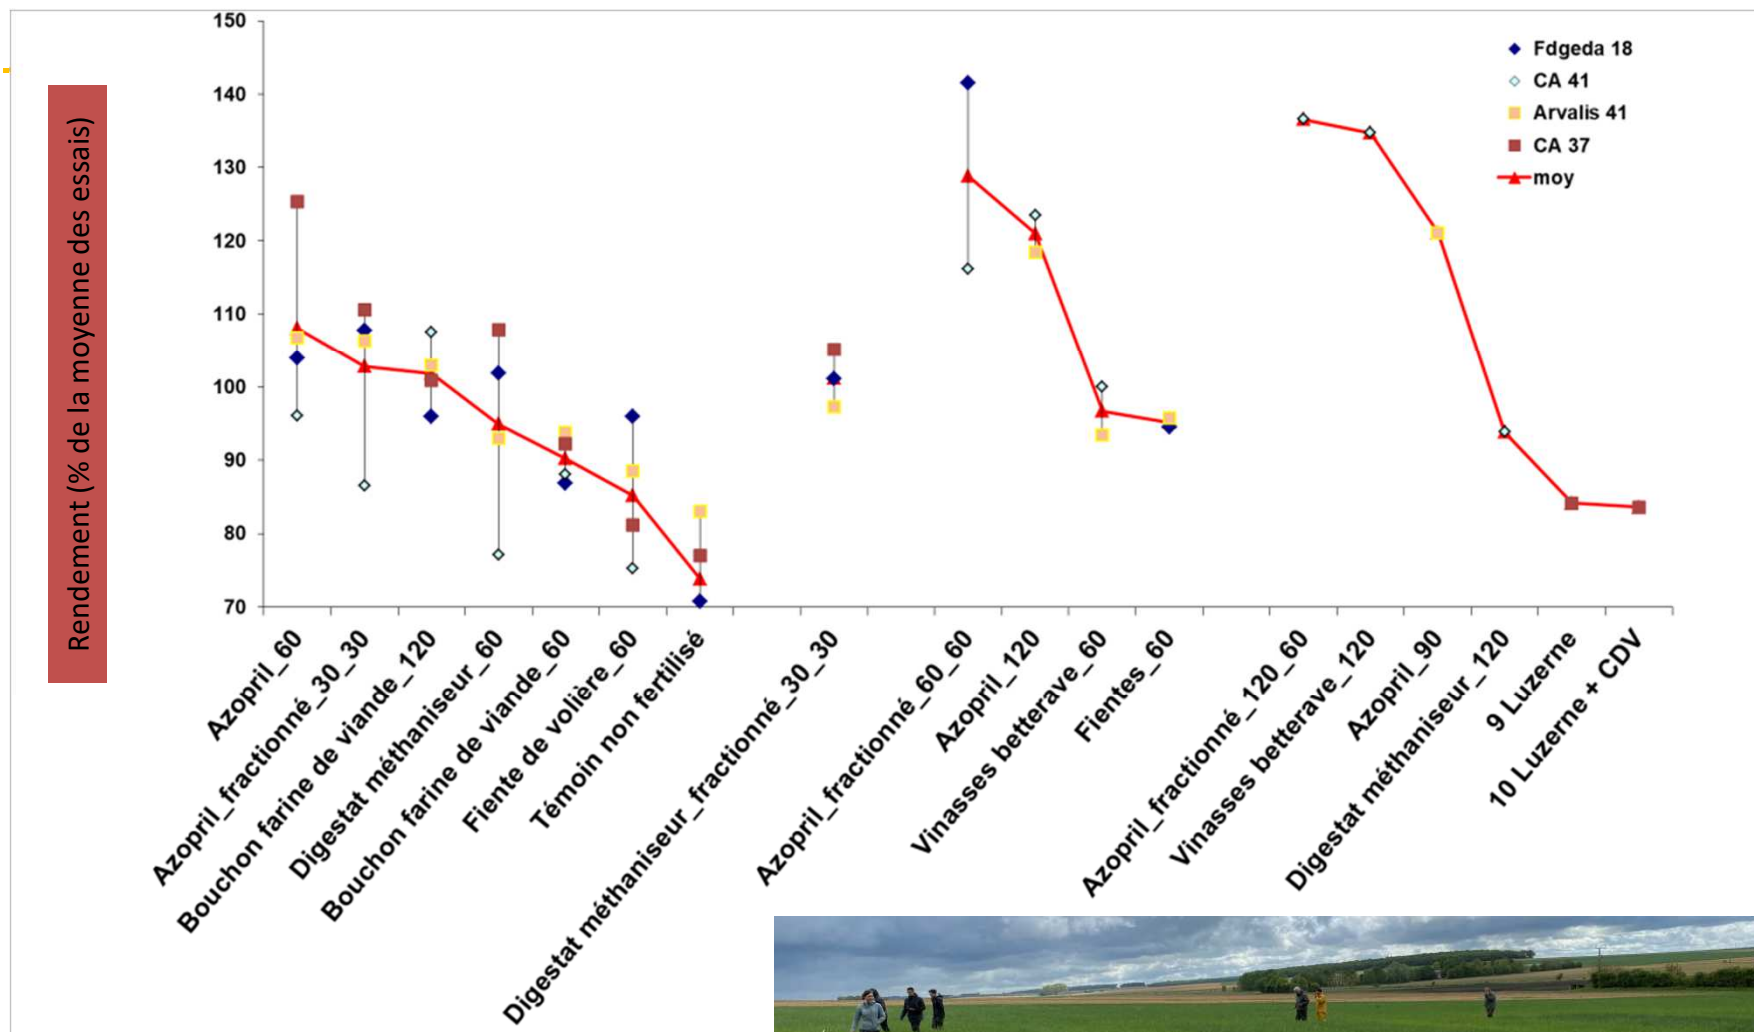 Rendement (% de la moyenne des essais)
150
140
130
120
110
100
90
80
70
Fdgeda 18
CA 41
Arvalis 41
CA 37
moy
Azopril_60
Azopril_fractionné_30_30
Bouchon farine de viande_120
Digestat méthaniseur_60
Bouchon farine de viande_60
Fiente de volière_60
Témoin non fertilisé
Digestat méthaniseur_fractionné_30_30
Azopril_fractionné_60_60
Azopril_120
Vinasses betterave_60
Fientes_60
Azopril_fractionné_120_60
Vinasses betterave_120
Azopril_90
Digestat méthaniseur_120
9 Luzerne
10 Luzerne + CDV